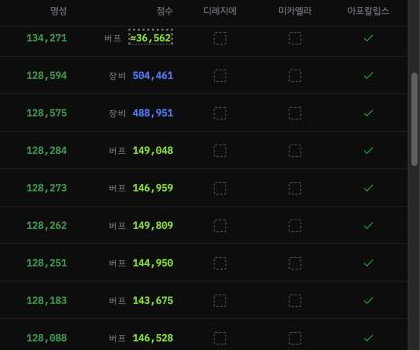 명성 점수 디레지에 미카엘라 아포칼립스
134,271 버프 ≈36,562
128,594 장비 504,461
128,575 장비 488,951
128,284 버프 149,048
128,273 버프 146,959
128,262 버프 149,809
128,251 버프 144,950
128,183 버프 143,675
128,088 버프 146,528